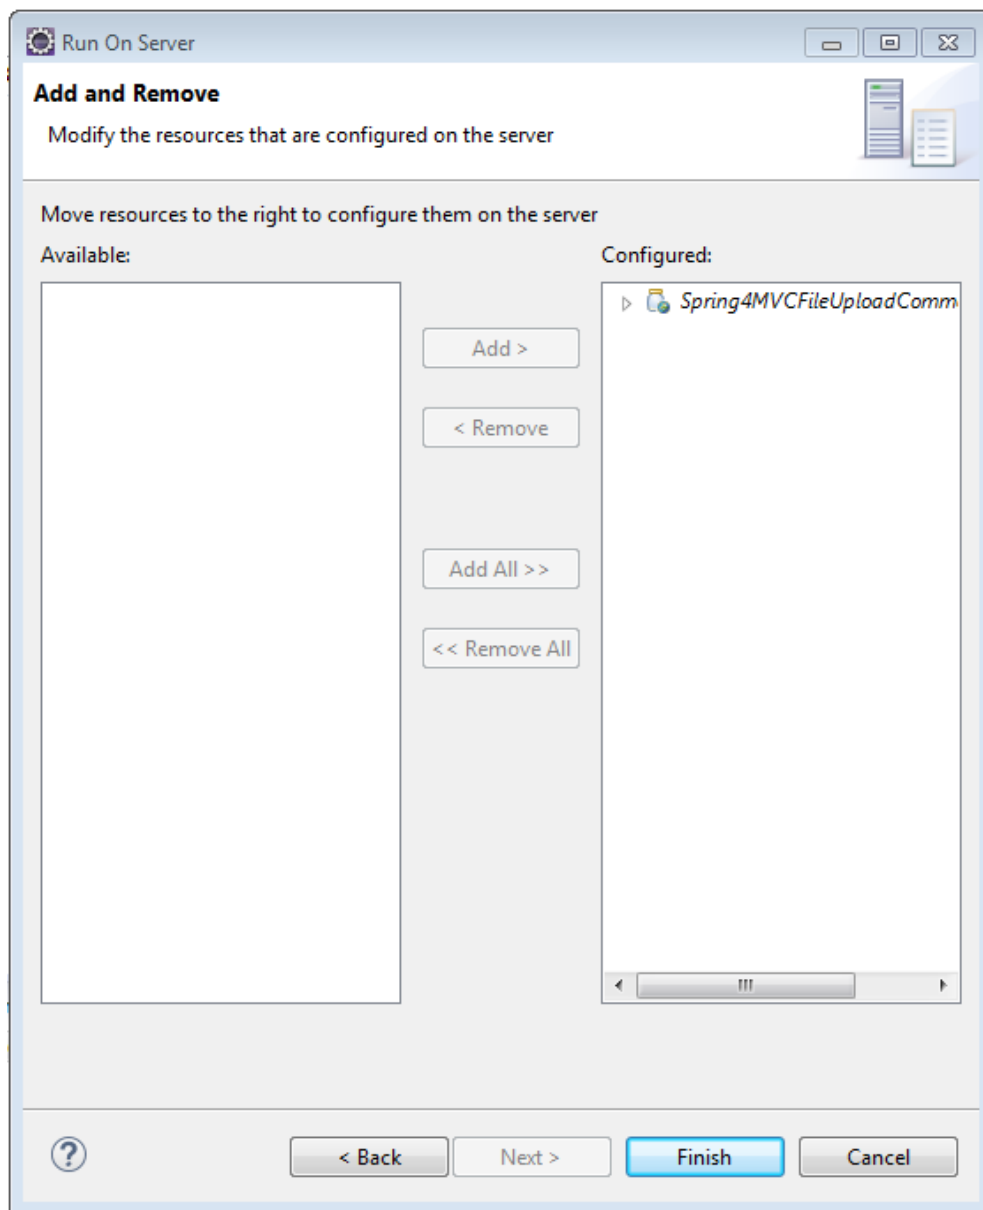 Run On Server
Add and Remove
Modify the resources that are configured on the server
Move resources to the right to configure them on the server
Available:
Configured:
Spring4MVCFileUploadComm
Add >
< Remove
Add All >>
<< Remove All
?
< Back
Next >
Finish
Cancel